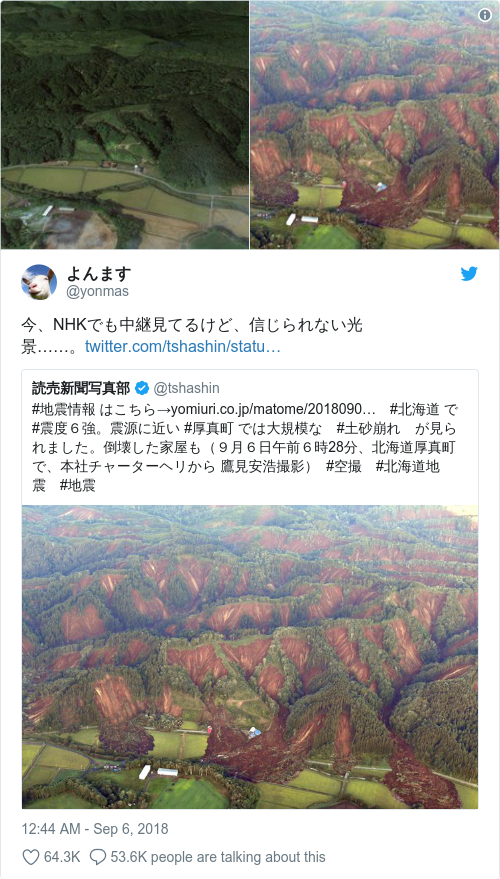 よんます
@yonmas
今、NHKでも中継見てるけど、信じられない光
景……。twitter.com/tshashin/statu…
読売新聞写真部 @tshashin
#地震情報 はこちら→yomiuri.co.jp/matome/2018090… #北海道 で
#震度６強。震源に近い #厚真町 では大規模な #土砂崩れ が見ら
れました。倒壊した家屋も（９月６日午前６時28分、北海道厚真町
で、本社チャーターヘリから 鷹見安浩撮影） #空撮 #北海道地
震 #地震
12:44 AM - Sep 6, 2018
64.3K 53.6K people are talking about this